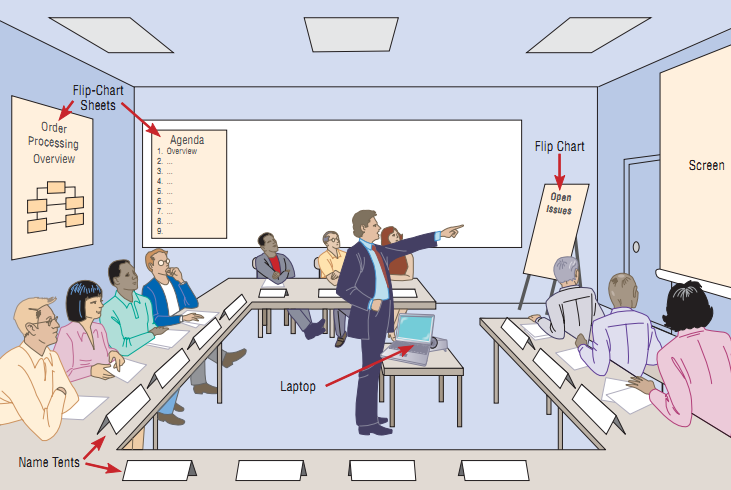 Flip-Chart
Sheets
Order
Processing
Overview
Agenda
1. Overview
2. ...
3. ...
4. ...
5. ...
6. ...
7. ...
8. ...
9.
Flip Chart
Open
Issues
Screen
Laptop
Name Tents